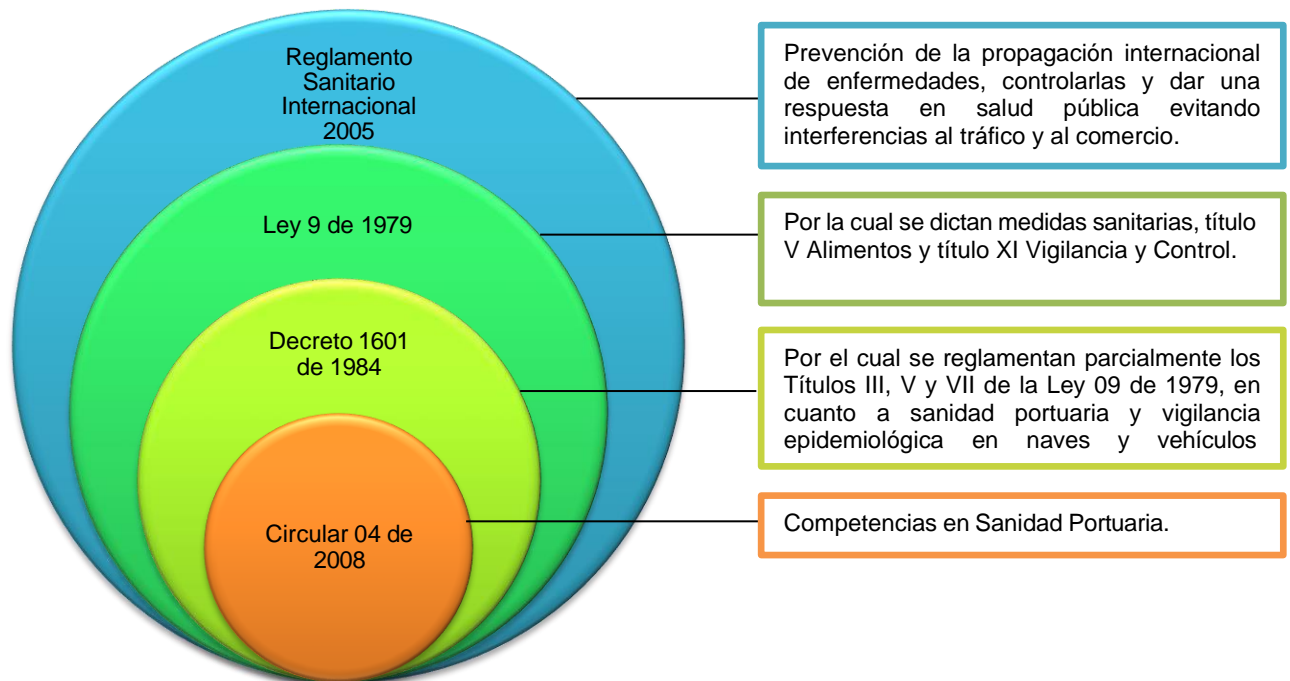 Reglamento
Sanitario
Internacional
2005
Prevención de la propagación internacional
de enfermedades, controlarlas y dar una
respuesta en salud pública evitando
interferencias al tráfico y al comercio.
Ley 9 de 1979
Por la cual se dictan medidas sanitarias, título
V Alimentos y título XI Vigilancia y Control.
Decreto 1601
de 1984
Por el cual se reglamentan parcialmente los
Títulos III, V y VII de la Ley 09 de 1979, en
cuanto a sanidad portuaria y vigilancia
epidemiológica en naves y vehículos
Circular 04 de
2008
Competencias en Sanidad Portuaria.